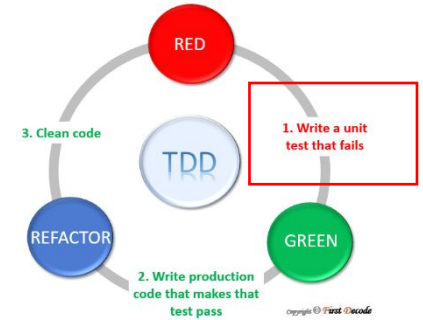 RED
1. Write a unit
test that fails
3. Clean code
TDD
REFACTOR
GREEN
2. Write production
code that makes that
test pass
Copyright © First Decode